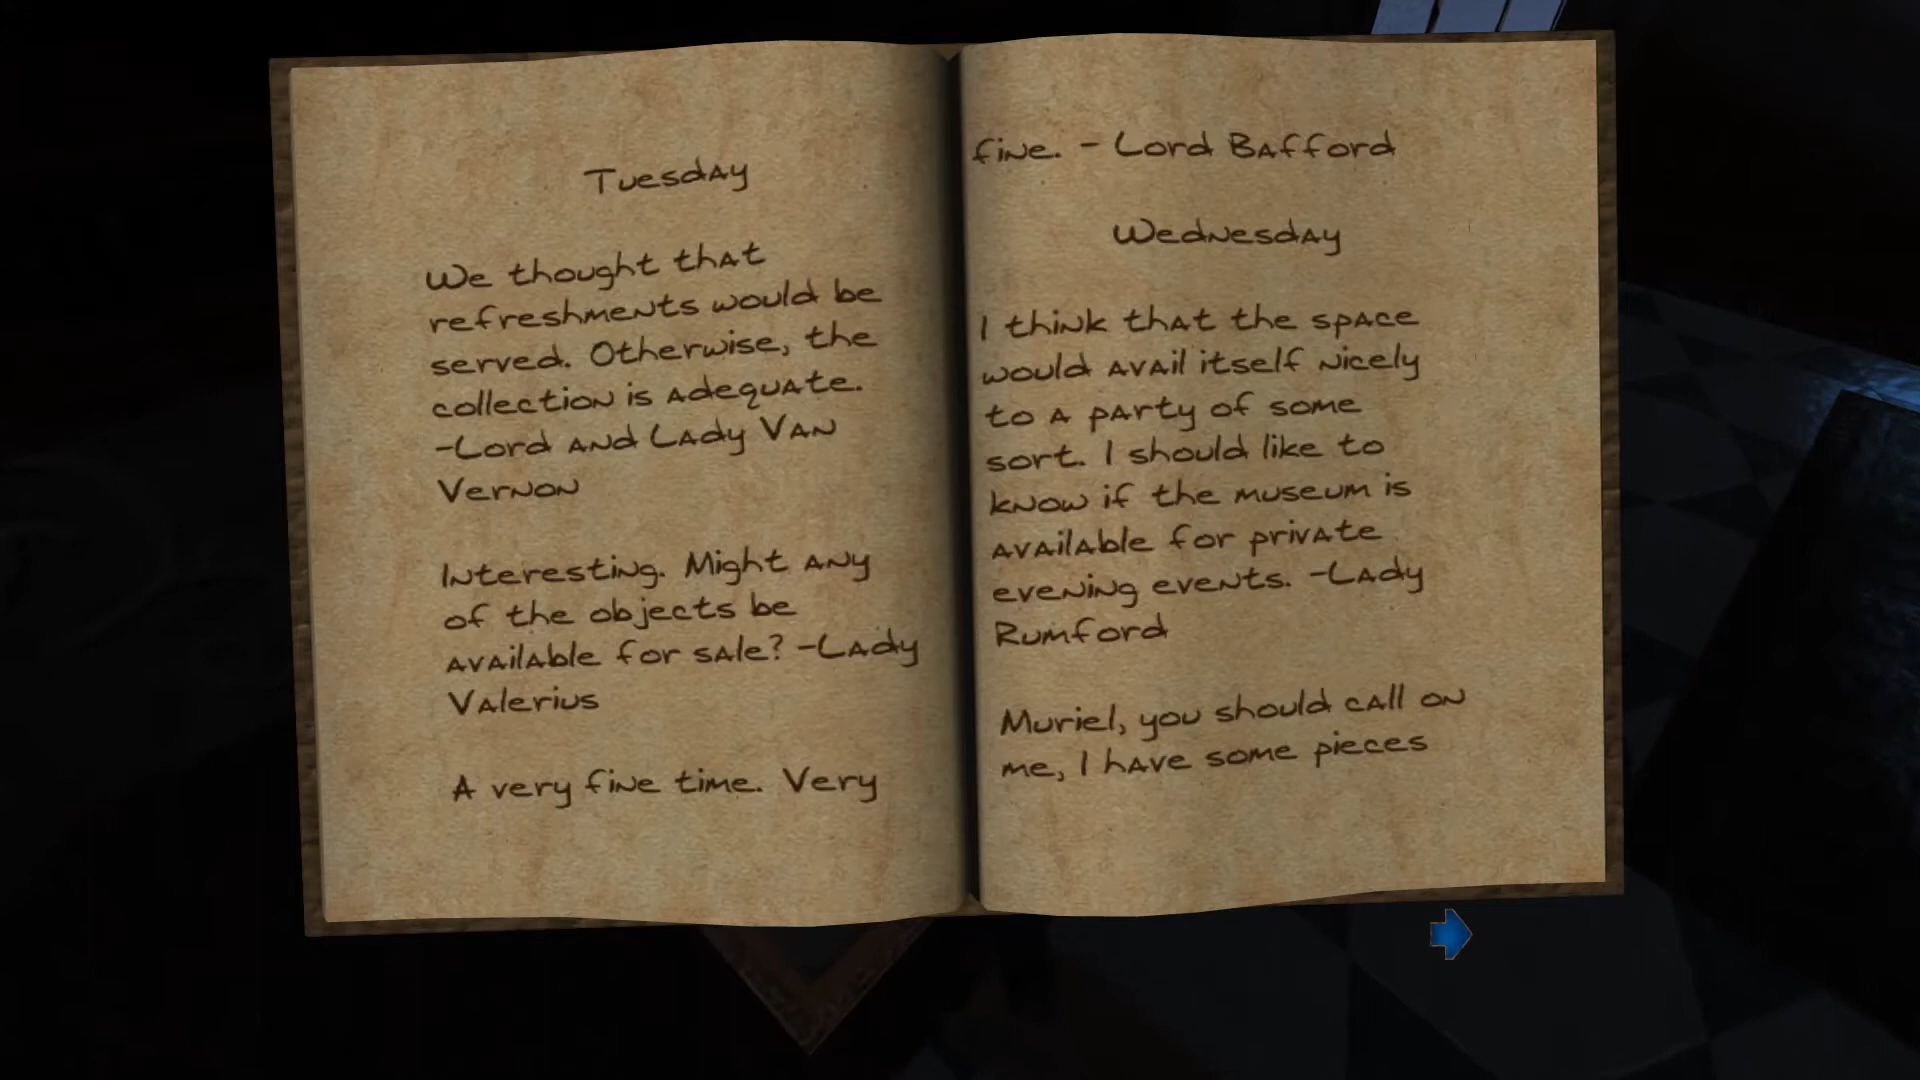 Tuesday
We thought that
refreshments would be
served. Otherwise, the
collection is adequate.
-Lord and Lady Van
Vernon
Interesting. Might any
of the objects be
available for sale? -Lady
Valerius
A very fine time. Very
fine. - Lord Bafford
Wednesday
I think that the space
would avail itself nicely
to a party of some
sort. I should like to
know if the museum is
available for private
evening events. -Lady
Rumford
Muriel, you should call on
me, I have some pieces